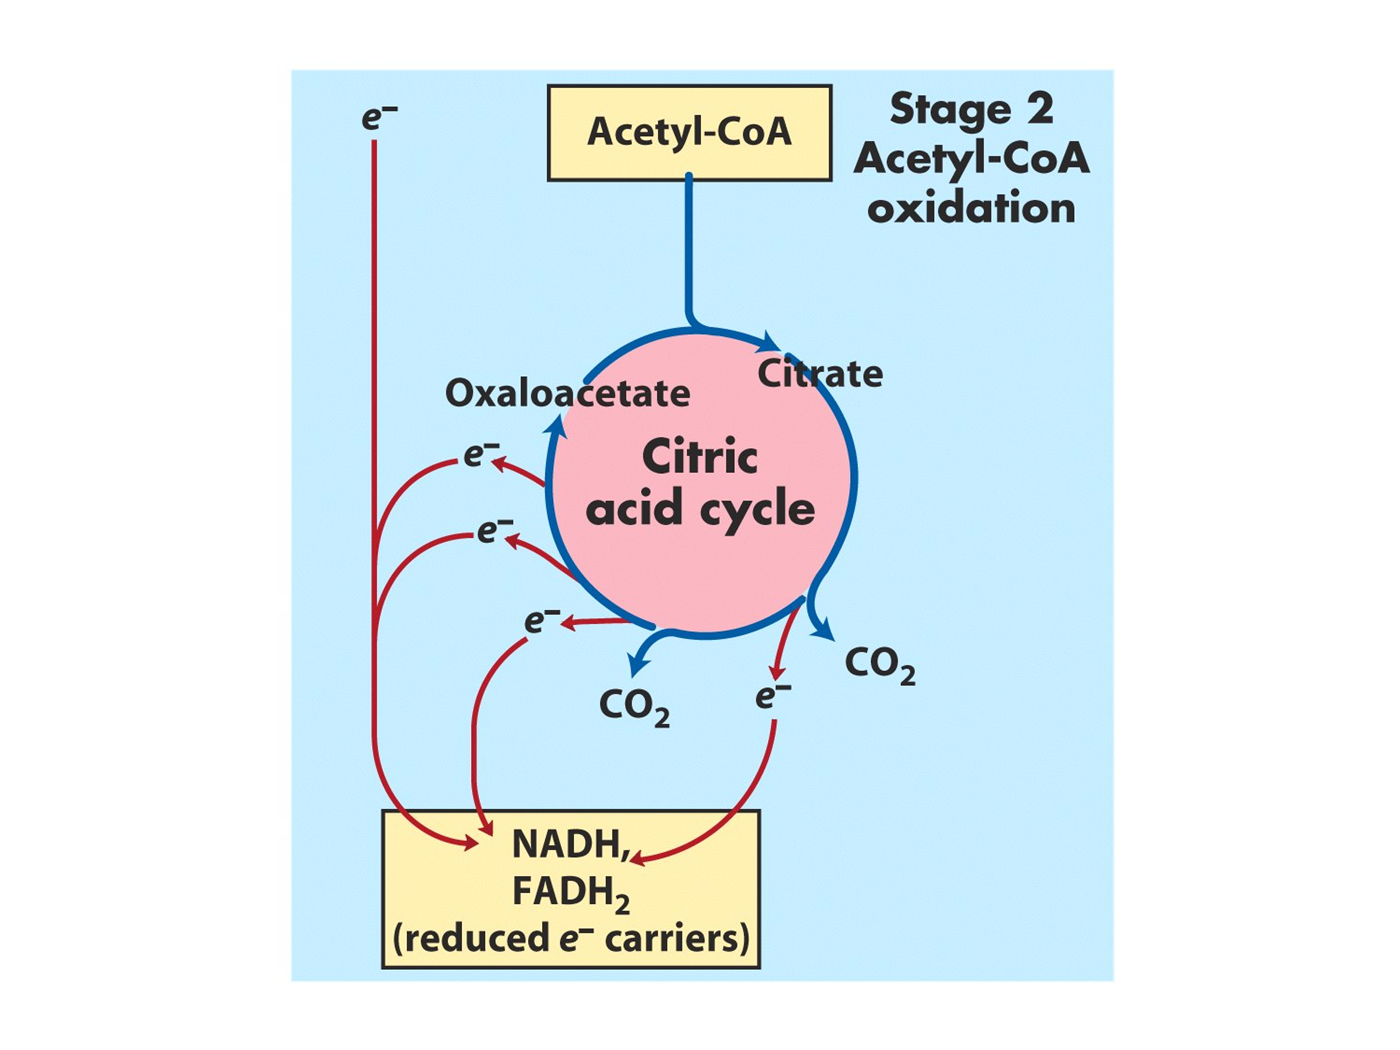 e⁻
Acetyl-CoA
Stage 2
Acetyl-CoA
oxidation
Citrate
Oxaloacetate
Citric
acid cycle
e⁻
e⁻
e⁻
CO₂
e⁻
CO₂
NADH,
FADH₂
(reduced e⁻ carriers)